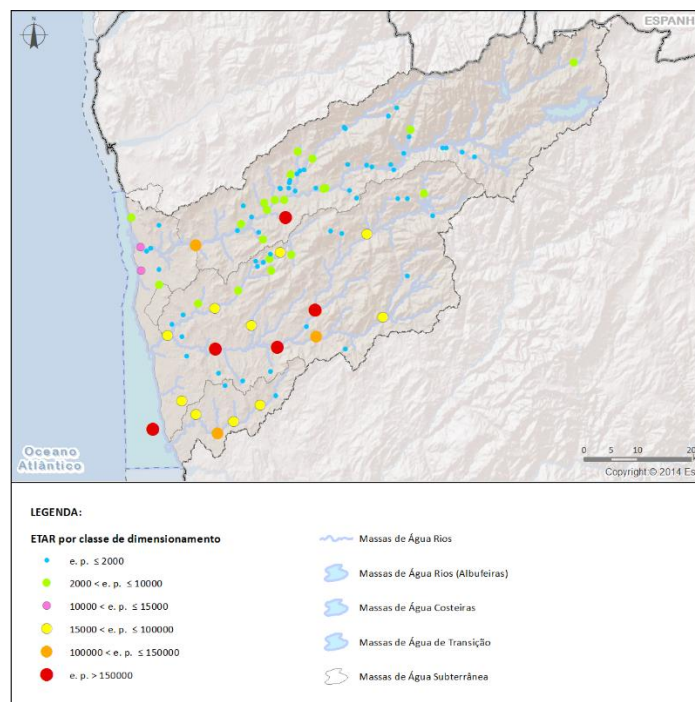 N
ESPANH
Oceano
Atlântico
0 5 10 20
Copyright © 2014 Es
LEGENDA:
ETAR por classe de dimensionamento
e. p. ≤ 2000
2000 < e. p. ≤ 10000
10000 < e. p. ≤ 15000
15000 < e. p. ≤ 100000
100000 < e. p. ≤ 150000
e. p. > 150000
Massas de Água Rios
Massas de Água Rios (Albufeiras)
Massas de Água Costeiras
Massas de Água de Transição
Massas de Água Subterrânea